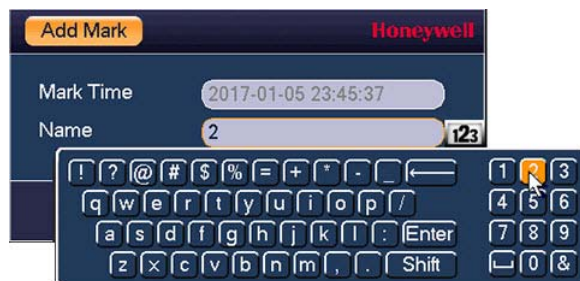 Add Mark Honeywell
Mark Time 2017-01-05 23:45:37
Name 2 123
! ? @ # $ % = + * - _ 1 2 3
q w e r t y u i o p / 4 5 6
a s d f g h j k l : Enter 7 8 9
z x c v b n m , . Shift 0 &